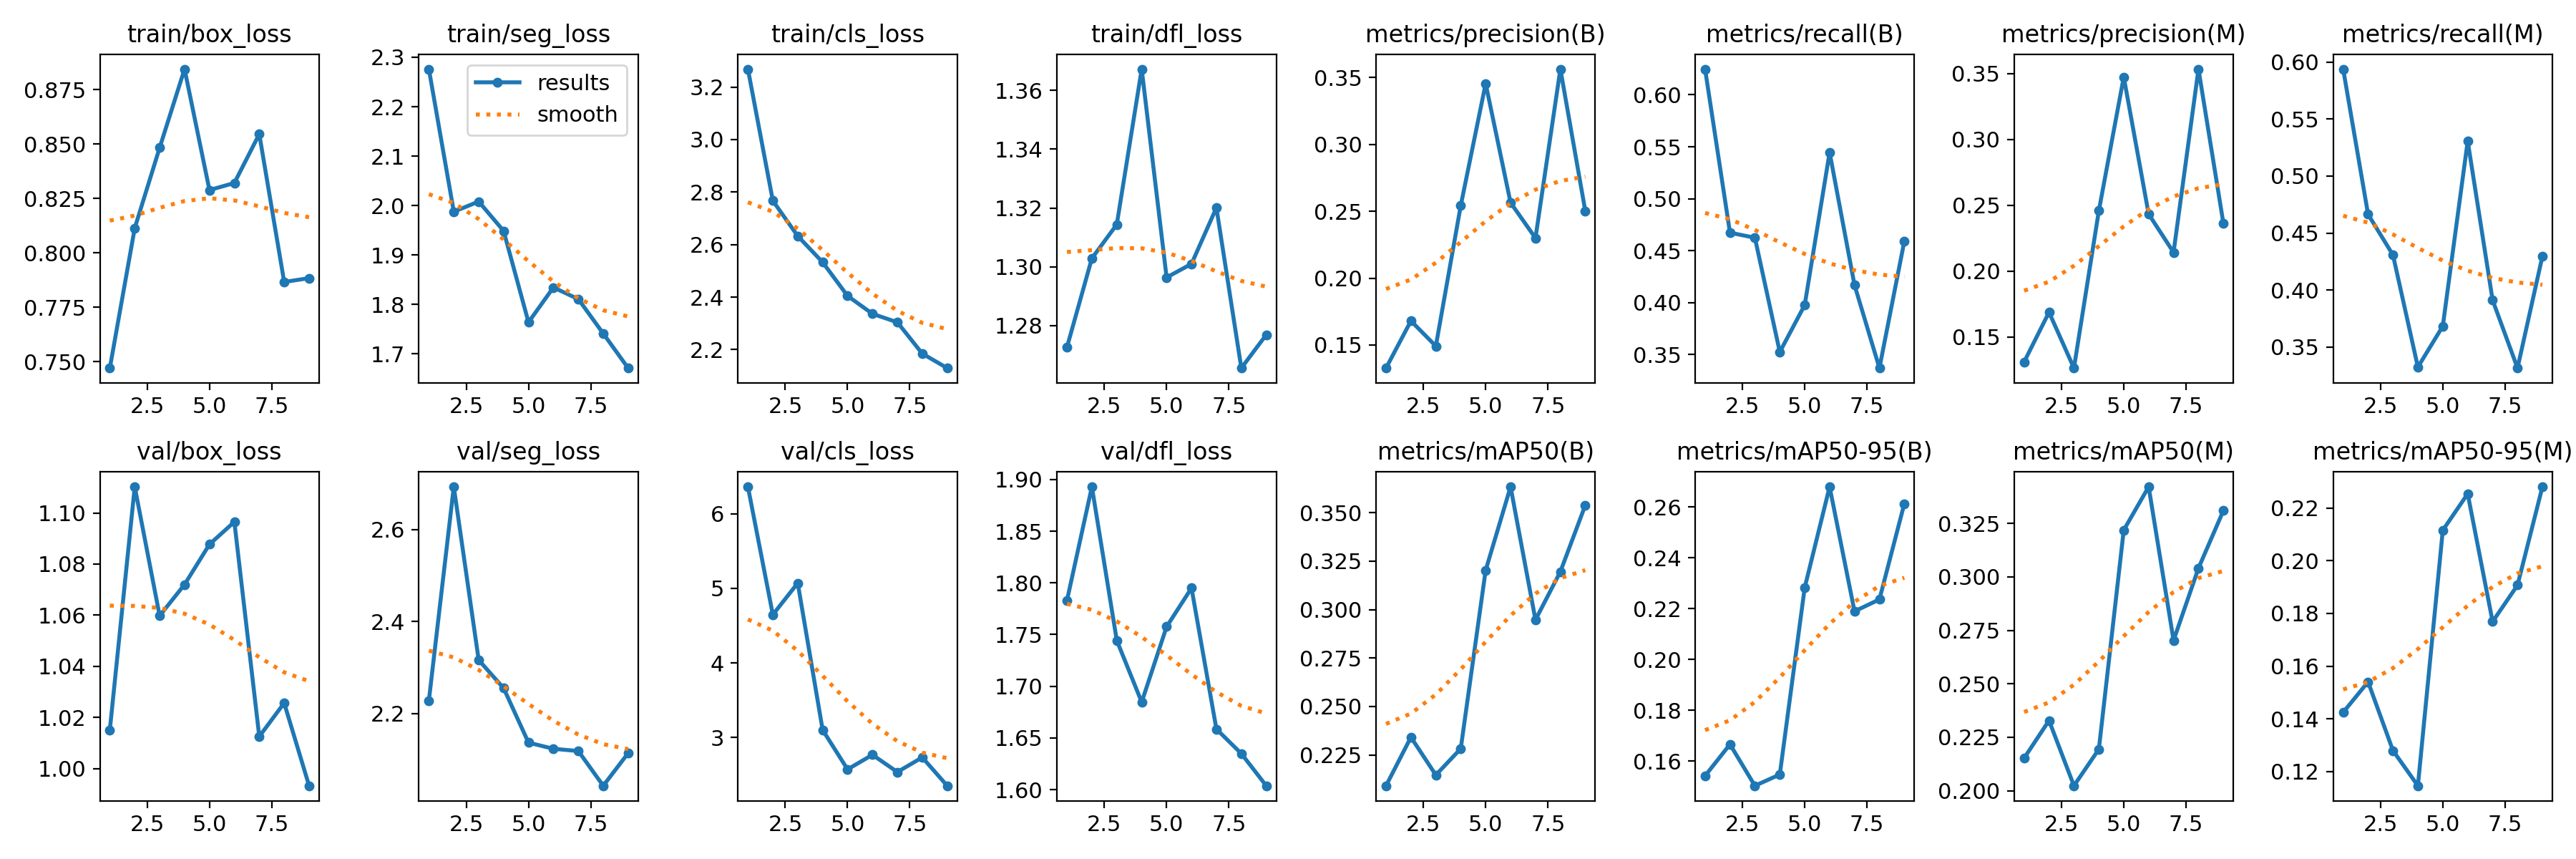 train/box_loss
0.875
0.850
0.825
0.800
0.775
0.750
2.5 5.0 7.5
train/seg_loss
results
smooth
2.3
2.2
2.1
2.0
1.9
1.8
1.7
2.5 5.0 7.5
train/cls_loss
3.2
3.0
2.8
2.6
2.4
2.2
2.5 5.0 7.5
train/dfl_loss
1.36
1.34
1.32
1.30
1.28
2.5 5.0 7.5
metrics/precision(B)
0.35
0.30
0.25
0.20
0.15
2.5 5.0 7.5
metrics/recall(B)
0.60
0.55
0.50
0.45
0.40
0.35
2.5 5.0 7.5
metrics/precision(M)
0.35
0.30
0.25
0.20
0.15
2.5 5.0 7.5
metrics/recall(M)
0.60
0.55
0.50
0.45
0.40
0.35
2.5 5.0 7.5
val/box_loss
1.10
1.08
1.06
1.04
1.02
1.00
2.5 5.0 7.5
val/seg_loss
2.6
2.4
2.2
2.5 5.0 7.5
val/cls_loss
6
5
4
3
2.5 5.0 7.5
val/dfl_loss
1.90
1.85
1.80
1.75
1.70
1.65
1.60
2.5 5.0 7.5
metrics/mAP50(B)
0.350
0.325
0.300
0.275
0.250
0.225
2.5 5.0 7.5
metrics/mAP50-95(B)
0.26
0.24
0.22
0.20
0.18
0.16
2.5 5.0 7.5
metrics/mAP50(M)
0.325
0.300
0.275
0.250
0.225
0.200
2.5 5.0 7.5
metrics/mAP50-95(M)
0.22
0.20
0.18
0.16
0.14
0.12
2.5 5.0 7.5